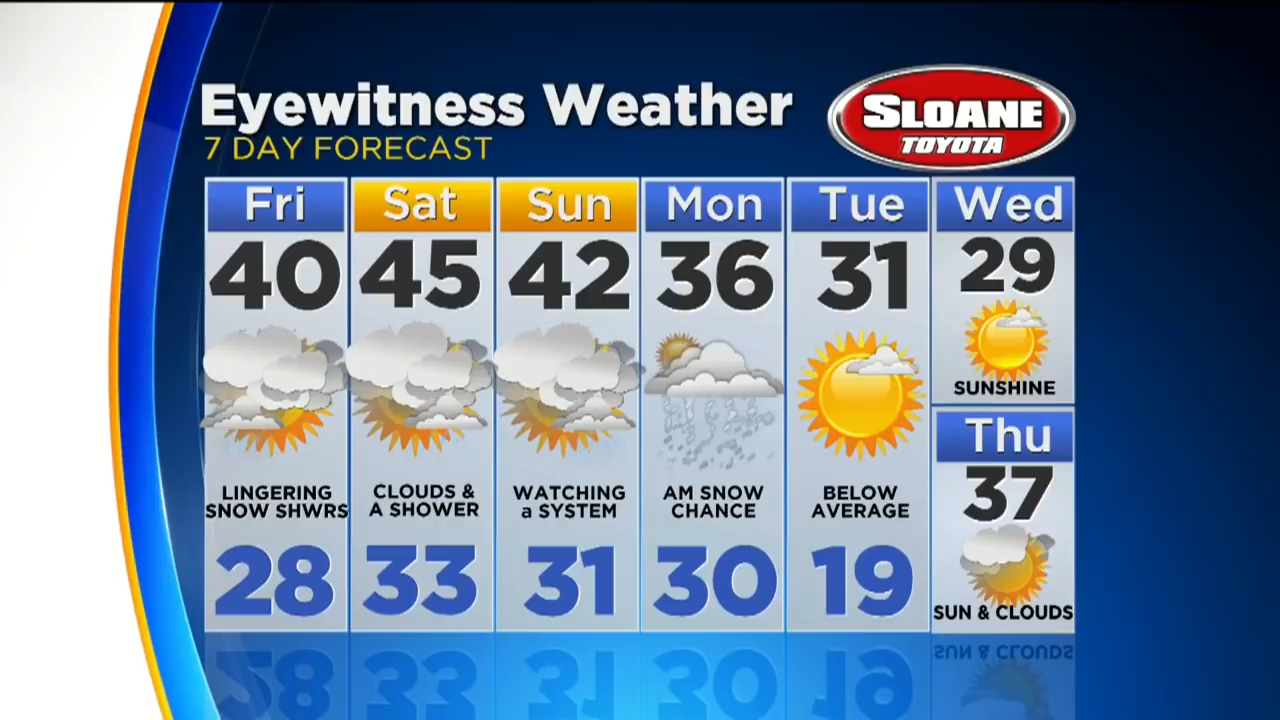 Eyewitness Weather
7 DAY FORECAST
SLOANE
TOYOTA
Fri
40
LINGERING
SNOW SHWRS
28
Sat
45
CLOUDS &
A SHOWER
33
Sun
42
WATCHING
a SYSTEM
31
Mon
36
AM SNOW
CHANCE
30
Tue
31
BELOW
AVERAGE
19
Wed
29
SUNSHINE
Thu
37
SUN & CLOUDS